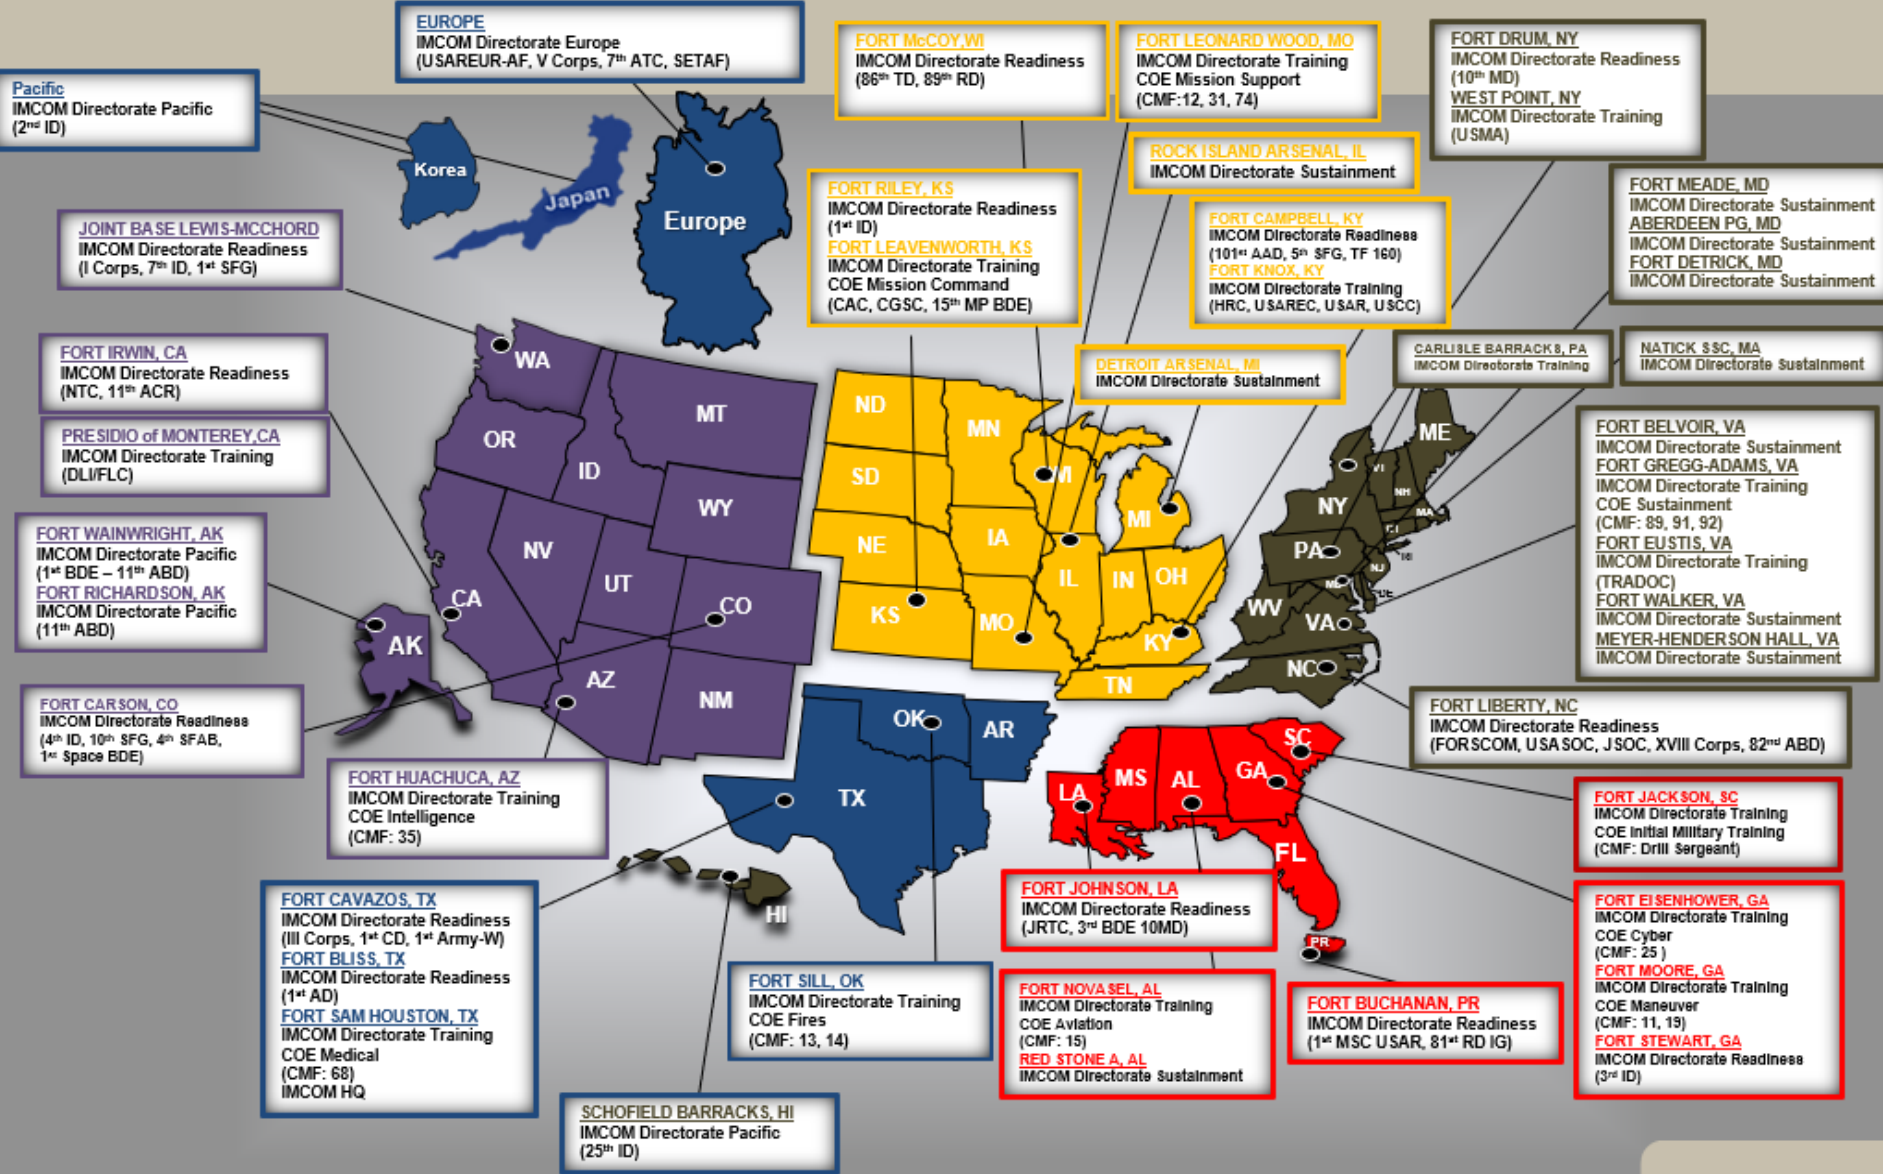 EUROPE
IMCOM Directorate Europe
(USAREUR-AF, V Corps, 7th ATC, SETAF)
Pacific
IMCOM Directorate Pacific
(2nd ID)
Korea
Japan
Europe
FORT McCOY,WI
IMCOM Directorate Readiness
(86th TD, 89th RD)
FORT LEONARD WOOD, MO
IMCOM Directorate Training
COE Mission Support
(CMF:12, 31, 74)
FORT DRUM, NY
IMCOM Directorate Readiness
(10th MD)
WEST POINT, NY
IMCOM Directorate Training
(USMA)
ROCK ISLAND ARSENAL, IL
IMCOM Directorate Sustainment
FORT RILEY, KS
IMCOM Directorate Readiness
(1st ID)
FORT LEAVENWORTH, KS
IMCOM Directorate Training
COE Mission Command
(CAC, CGSC, 15th MP BDE)
FORT CAMPBELL, KY
IMCOM Directorate Readiness
(101st AAD, 5th SFG, TF 160)
FORT KNOX, KY
IMCOM Directorate Training
(HRC, USAREC, USAR, USCC)
FORT MEADE, MD
IMCOM Directorate Sustainment
ABERDEEN PG, MD
IMCOM Directorate Sustainment
FORT DETRICK, MD
IMCOM Directorate Sustainment
JOINT BASE LEWIS-MCCHORD
IMCOM Directorate Readiness
(I Corps, 7th ID, 1st SFG)
FORT IRWIN, CA
IMCOM Directorate Readiness
(NTC, 11th ACR)
PRESIDIO of MONTEREY,CA
IMCOM Directorate Training
(DLI/FLC)
DETROIT ARSENAL, MI
IMCOM Directorate Sustainment
CARLISLE BARRACKS, PA
IMCOM Directorate Training
NATICK SSC, MA
IMCOM Directorate Sustainment
FORT BELVOIR, VA
IMCOM Directorate Sustainment
FORT GREGG-ADAMS, VA
IMCOM Directorate Training
COE Sustainment
(CMF: 89, 91, 92)
FORT EUSTIS, VA
IMCOM Directorate Training
(TRADOC)
FORT WALKER, VA
IMCOM Directorate Sustainment
MEYER-HENDERSON HALL, VA
IMCOM Directorate Sustainment
FORT WAINWRIGHT, AK
IMCOM Directorate Pacific
(1st BDE – 11th ABD)
FORT RICHARDSON, AK
IMCOM Directorate Pacific
(11th ABD)
FORT CARSON, CO
IMCOM Directorate Readiness
(4th ID, 10th SFG, 4th SFAB,
1st Space BDE)
FORT HUACHUCA, AZ
IMCOM Directorate Training
COE Intelligence
(CMF: 35)
WA
MT
OR
ID
WY
NV
UT
CO
CA
AK
AZ
NM
ND
MN
SD
NE
IA
KS
MO
IL
IN
OH
MI
KY
TN
ME
NH
NY
MA
PA
NJ
WV
VA
NC
OK
AR
TX
HI
LA
MS
AL
GA
SC
FL
PR
FORT LIBERTY, NC
IMCOM Directorate Readiness
(FORSCOM, USASOC, JSOC, XVIII Corps, 82nd ABD)
FORT JACKSON, SC
IMCOM Directorate Training
COE Initial Military Training
(CMF: Drill Sergeant)
FORT CAVAZOS, TX
IMCOM Directorate Readiness
(III Corps, 1st CD, 1st Army-W)
FORT BLISS, TX
IMCOM Directorate Readiness
(1st AD)
FORT SAM HOUSTON, TX
IMCOM Directorate Training
COE Medical
(CMF: 68)
IMCOM HQ
FORT SILL, OK
IMCOM Directorate Training
COE Fires
(CMF: 13, 14)
SCHOFIELD BARRACKS, HI
IMCOM Directorate Pacific
(25th ID)
FORT JOHNSON, LA
IMCOM Directorate Readiness
(JRTC, 3rd BDE 10MD)
FORT NOVASEL, AL
IMCOM Directorate Training
COE Aviation
(CMF: 15)
RED STONE A, AL
IMCOM Directorate Sustainment
FORT BUCHANAN, PR
IMCOM Directorate Readiness
(1st MSC USAR, 81st RD IG)
FORT EISENHOWER, GA
IMCOM Directorate Training
COE Cyber
(CMF: 25 )
FORT MOORE, GA
IMCOM Directorate Training
COE Maneuver
(CMF: 11, 19)
FORT STEWART, GA
IMCOM Directorate Readiness
(3rd ID)